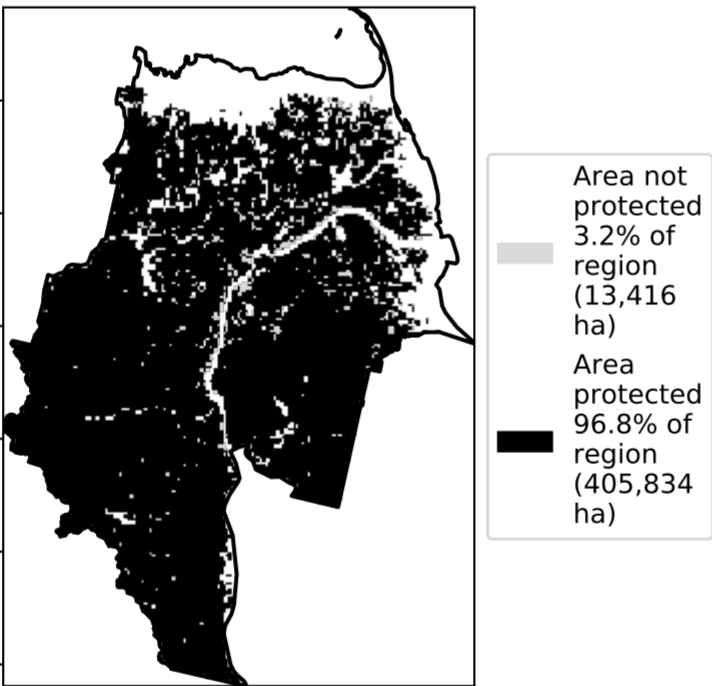 Area not
protected
3.2% of
region
(13,416
ha)
Area
protected
96.8% of
region
(405,834
ha)